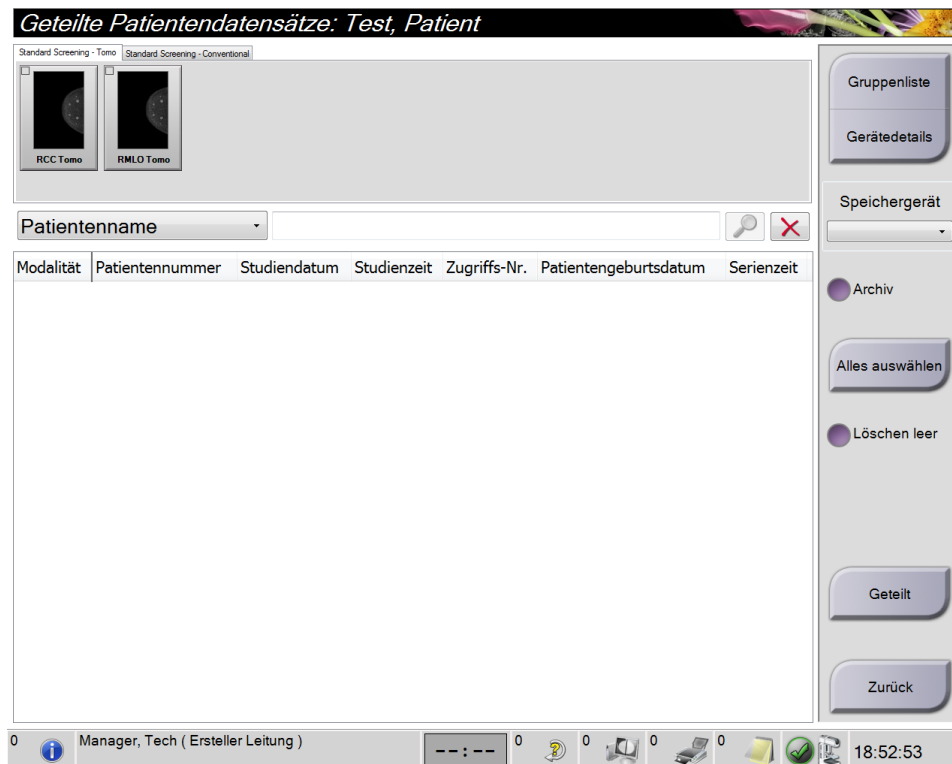 Geteilte Patientendatensätze: Test, Patient
Standard Screening - Tomo Standard Screening - Conventional
RCC Tomo RMLO Tomo
Patientenname
Modalität Patientennummer Studiendatum Studienzeit Zugriffs-Nr. Patientengeburtsdatum Serienzeit
Gruppenliste
Gerätedetails
Speichergerät
Archiv
Alles auswählen
Löschen leer
Geteilt
Zurück
0 Manager, Tech ( Ersteller Leitung ) --:-- 0 0 0 0 18:52:53